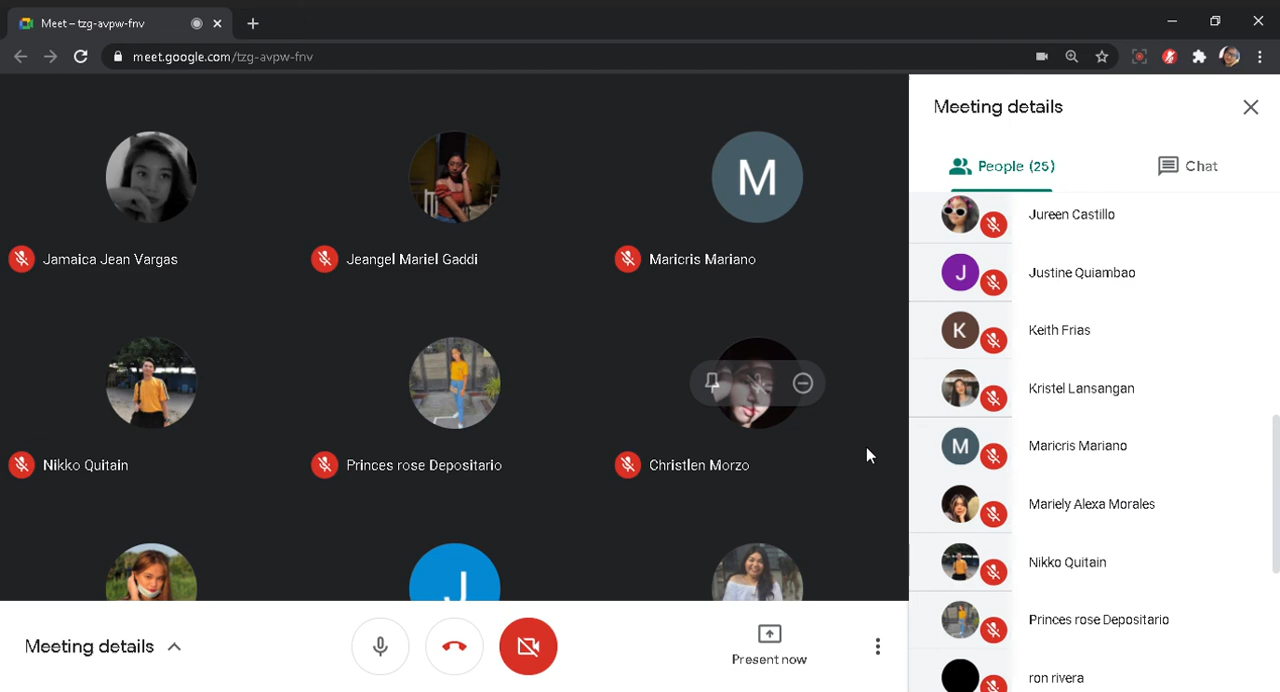 Meet – tzg-avpw-fnv
meet.google.com/tzg-avpw-fnv
Jamaica Jean Vargas
Jeangel Mariel Gaddi
M
Maricris Mariano
Nikko Quitain
Princes rose Depositario
Christlen Morzo
J
Meeting details
Present now
Meeting details
People (25)
Chat
Jureen Castillo
J
Justine Quiambao
K
Keith Frias
Kristel Lansangan
M
Maricris Mariano
Mariely Alexa Morales
Nikko Quitain
Princes rose Depositario
ron rivera